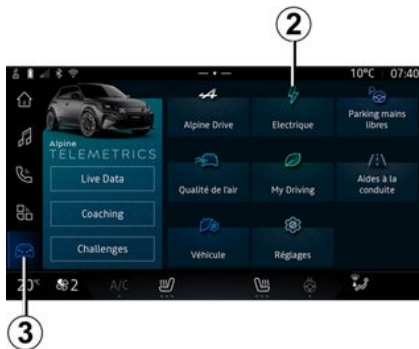 2
10°C 07:40
Alpine
TELEMETRICS
Live Data
Coaching
Challenges
Alpine Drive
Electrique
Parking mains
libres
Qualité de l'air
My Driving
Aides à la
conduite
Véhicule
Réglages
20°C
2
A/C
3